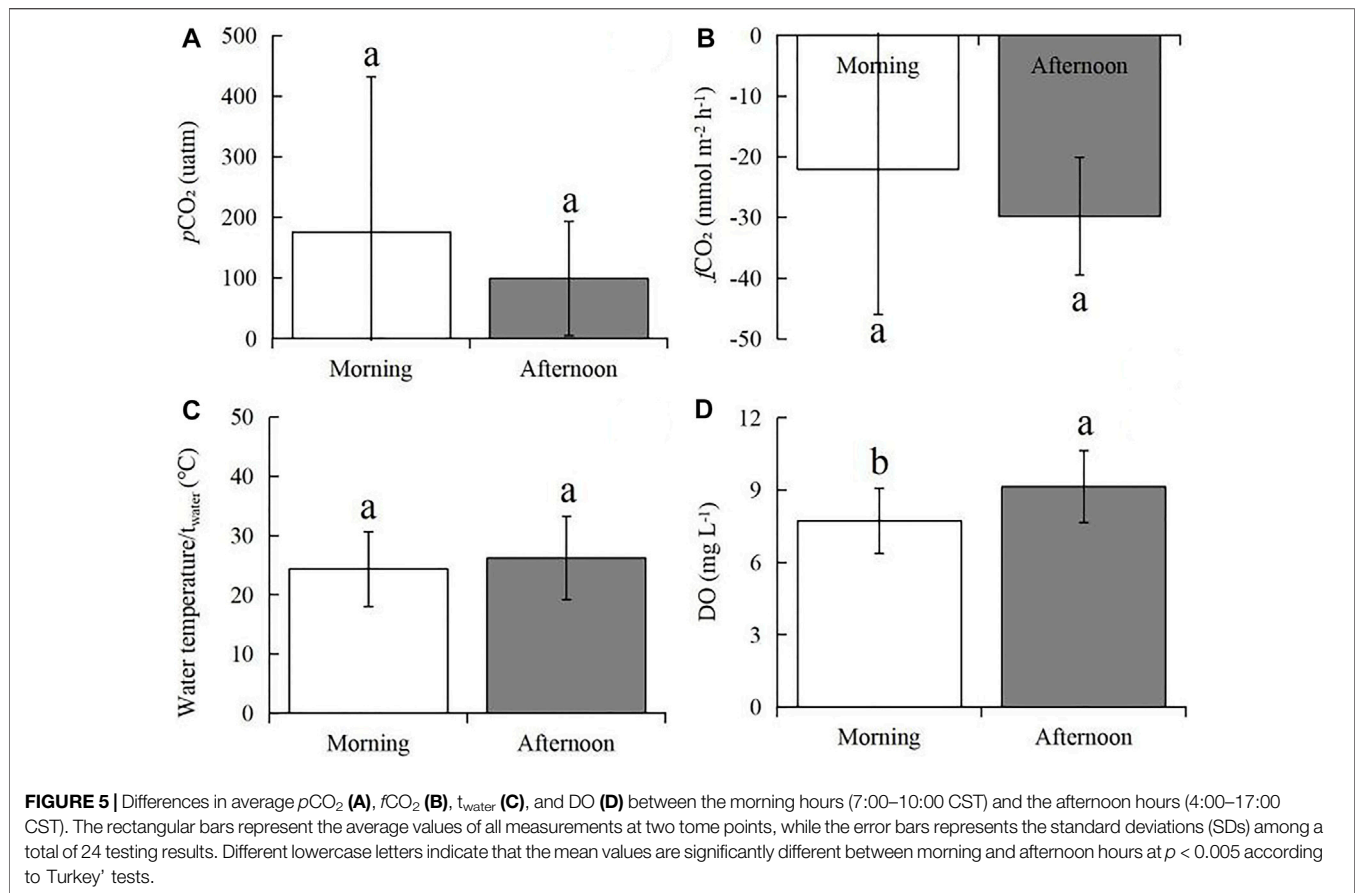 A
500
400
300
200
100
0
pCO₂ (uatm)
a
a
Morning
Afternoon
B
0
-10
-20
-30
-40
-50
fCO₂ (mmol m⁻² h⁻¹)
Morning
Afternoon
a
a
C
50
40
30
20
10
0
Water temperature/t_water (°C)
a
a
Morning
Afternoon
D
12
9
6
3
0
DO (mg L⁻¹)
b
a
Morning
Afternoon
FIGURE 5 | Differences in average pCO₂ (A), fCO₂ (B), t_water (C), and DO (D) between the morning hours (7:00–10:00 CST) and the afternoon hours (4:00–17:00
CST). The rectangular bars represent the average values of all measurements at two tome points, while the error bars represents the standard deviations (SDs) among a
total of 24 testing results. Different lowercase letters indicate that the mean values are significantly different between morning and afternoon hours at p < 0.005 according
to Turkey' tests.